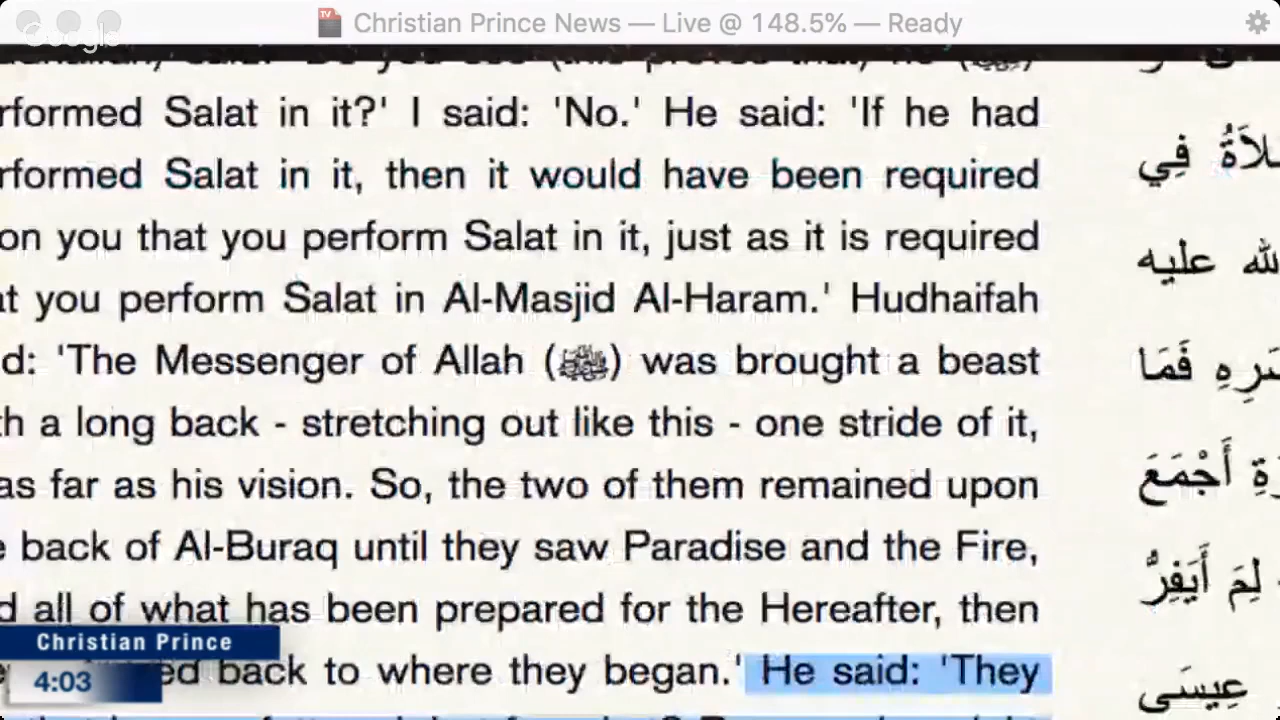 Christian Prince News — Live @ 148.5% — Ready
Google
rformed Salat in it?' I said: 'No.' He said: 'If he had
rformed Salat in it, then it would have been required
on you that you perform Salat in it, just as it is required
at you perform Salat in Al-Masjid Al-Haram.' Hudhaifah
d: 'The Messenger of Allah (ﷺ) was brought a beast
th a long back - stretching out like this - one stride of it,
as far as his vision. So, the two of them remained upon
e back of Al-Buraq until they saw Paradise and the Fire,
d all of what has been prepared for the Hereafter, then
ed back to where they began.' He said: 'They
صَلاَةُ فِي
الله عليه
فَمَا
أَجْمَعَ
لِمَ أَيَفِرُّ
عِيسَى
Christian Prince
4:03